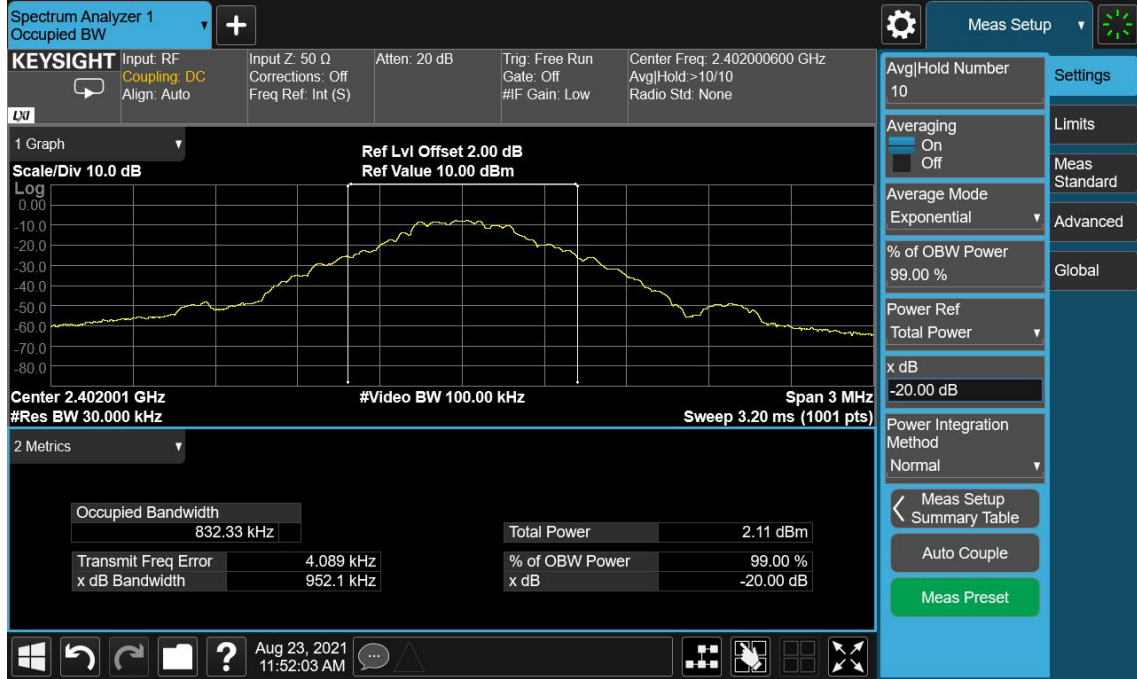 Spectrum Analyzer 1
Occupied BW
+
Meas Setup
KEYSIGHT
LXI
Input: RF
Coupling: DC
Align: Auto
Input Z: 50 Ω
Corrections: Off
Freq Ref: Int (S)
Atten: 20 dB
Trig: Free Run
Gate: Off
#IF Gain: Low
Center Freq: 2.402000600 GHz
Avg|Hold:>10/10
Radio Std: None
1 Graph
Scale/Div 10.0 dB
Ref Lvl Offset 2.00 dB
Ref Value 10.00 dBm
Log
0.00
-10.0
-20.0
-30.0
-40.0
-50.0
-60.0
-70.0
-80.0
Center 2.402001 GHz
#Video BW 100.00 kHz
Span 3 MHz
#Res BW 30.000 kHz
Sweep 3.20 ms (1001 pts)
2 Metrics
Occupied Bandwidth
832.33 kHz
Total Power 2.11 dBm
Transmit Freq Error 4.089 kHz
% of OBW Power 99.00 %
x dB Bandwidth 952.1 kHz
x dB -20.00 dB
?
Aug 23, 2021
11:52:03 AM
Avg|Hold Number
10
Averaging
On
Off
Average Mode
Exponential
% of OBW Power
99.00 %
Power Ref
Total Power
x dB
-20.00 dB
Power Integration
Method
Normal
Meas Setup
Summary Table
Auto Couple
Meas Preset
Settings
Limits
Meas
Standard
Advanced
Global